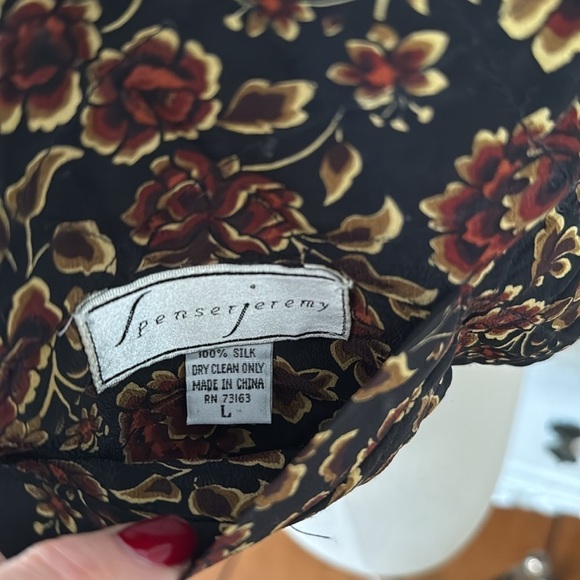 Spenser Jeremy
100% SILK
DRY CLEAN ONLY
MADE IN CHINA
RN 73163
L